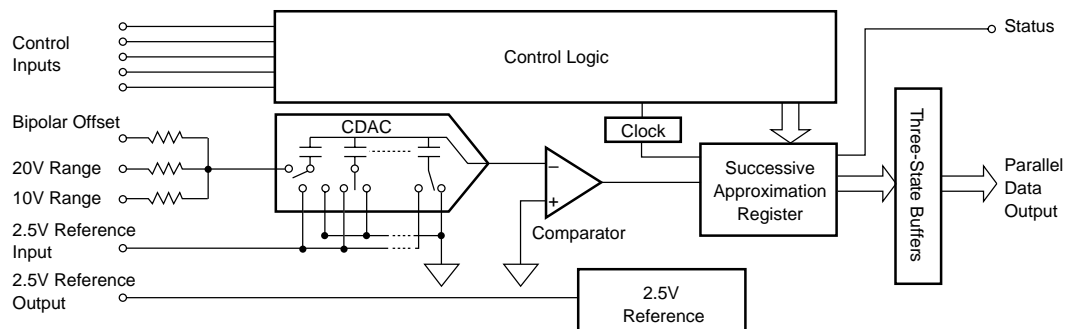 Control
Inputs
Control Logic
Status
Bipolar Offset
20V Range
10V Range
2.5V Reference
Input
2.5V Reference
Output
CDAC
Clock
–
+
Comparator
Successive
Approximation
Register
Three-State Buffers
Parallel
Data
Output
2.5V
Reference